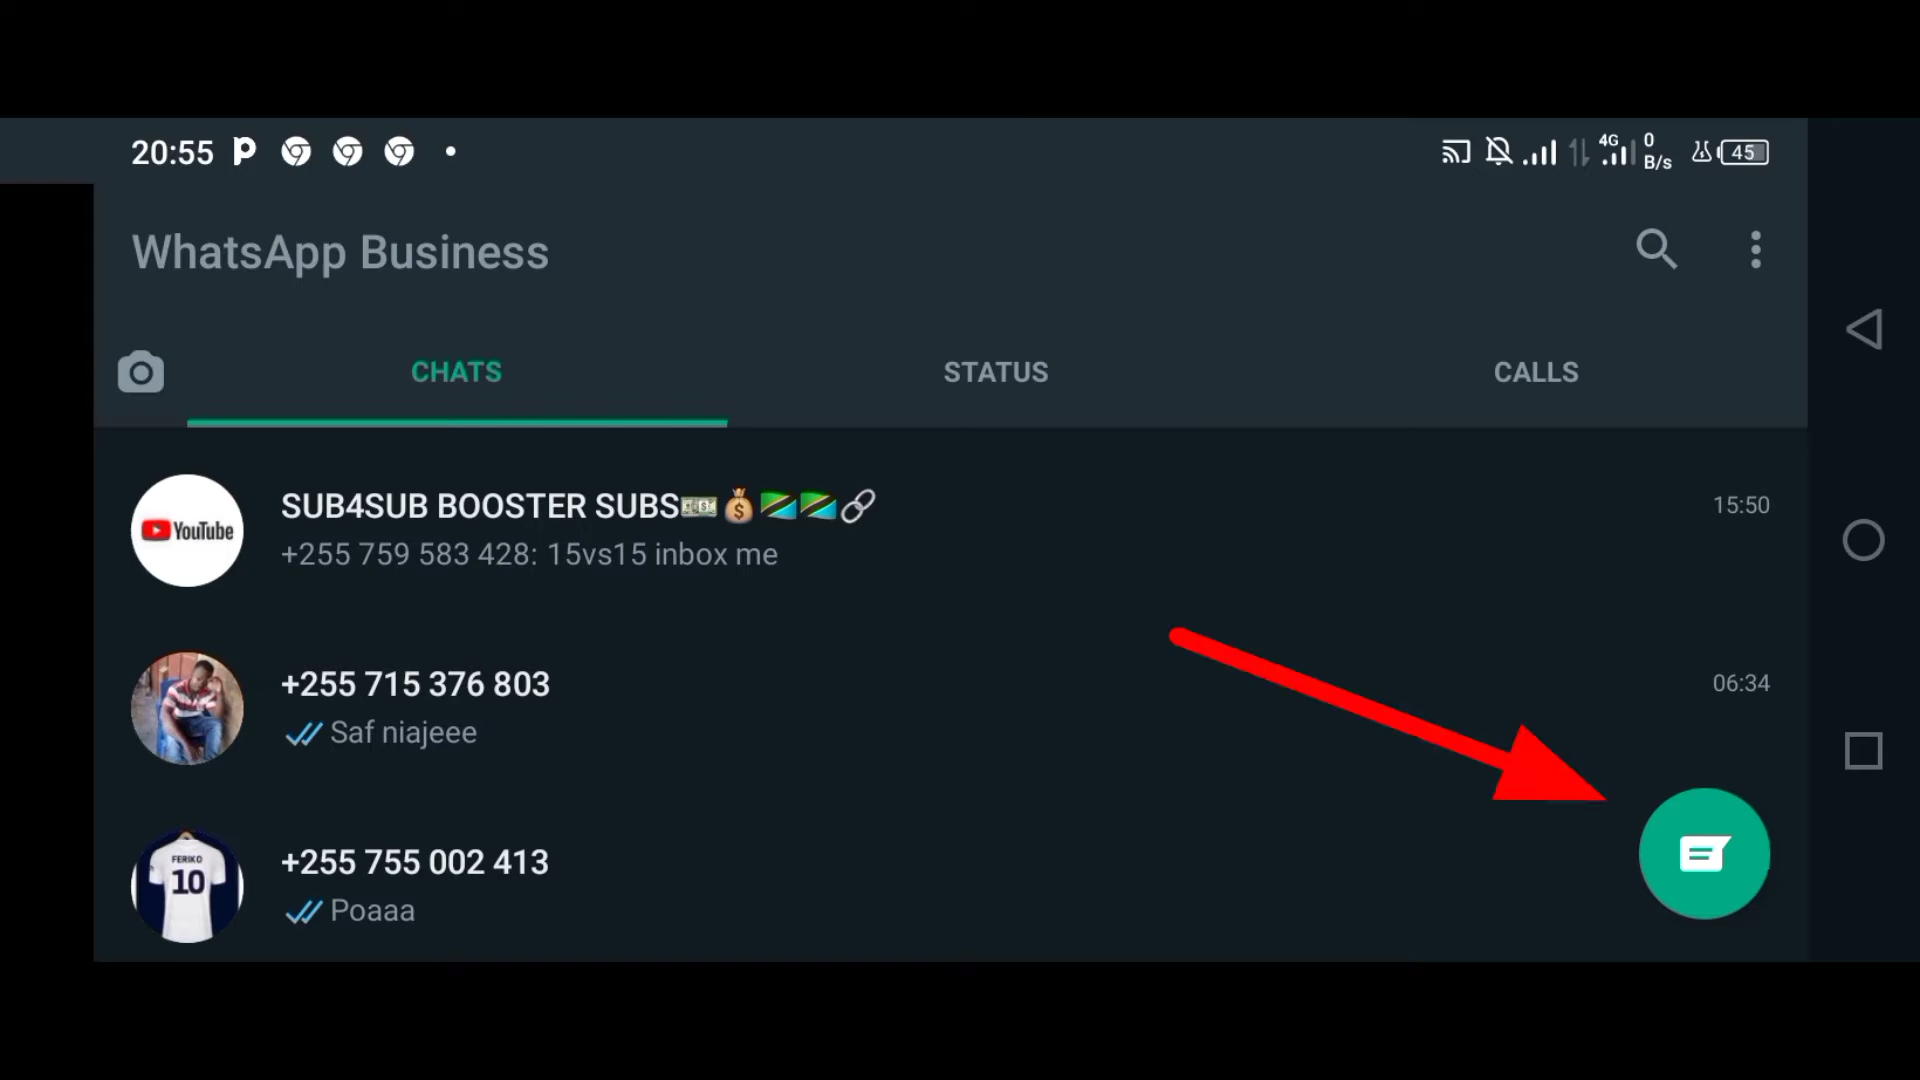 20:55
4G
0
B/s
45
WhatsApp Business
CHATS
STATUS
CALLS
YouTube
SUB4SUB BOOSTER SUBS💵💰🇹🇿🇹🇿🔗
15:50
+255 759 583 428: 15vs15 inbox me
+255 715 376 803
06:34
Saf niajeee
FERIKO
10
+255 755 002 413
Poaaa